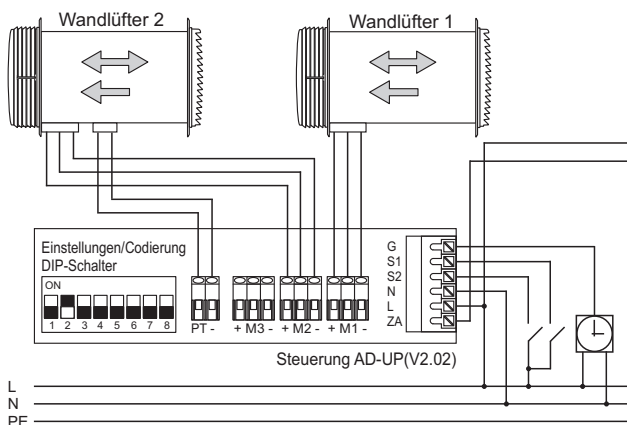 Wandlüfter 2
Wandlüfter 1
Einstellungen/Codierung
DIP-Schalter
ON
1 2 3 4 5 6 7 8
PT - + M3 - + M2 - + M1 -
G
S1
S2
N
L
ZA
Steuerung AD-UP(V2.02)
L
N
PE